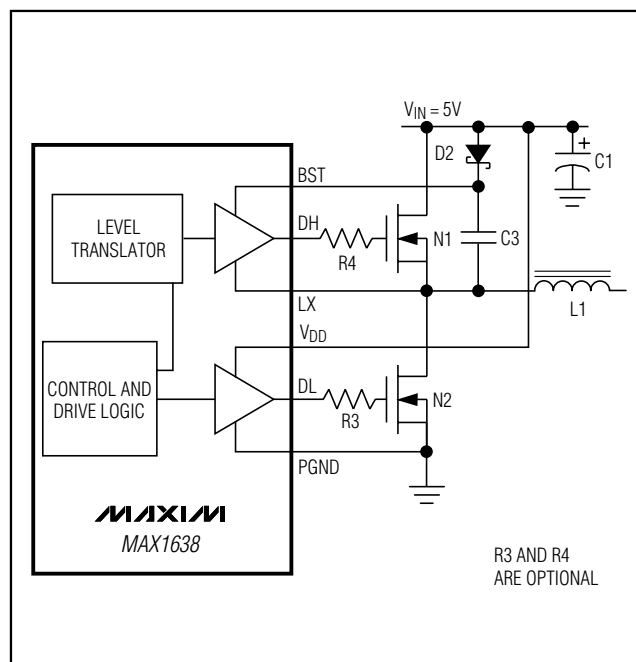 V_IN = 5V
D2
+
C1
BST
LEVEL
TRANSLATOR
DH
R4
N1
C3
LX
L1
V_DD
CONTROL AND
DRIVE LOGIC
DL
R3
N2
PGND
MAXIM
MAX1638
R3 AND R4
ARE OPTIONAL